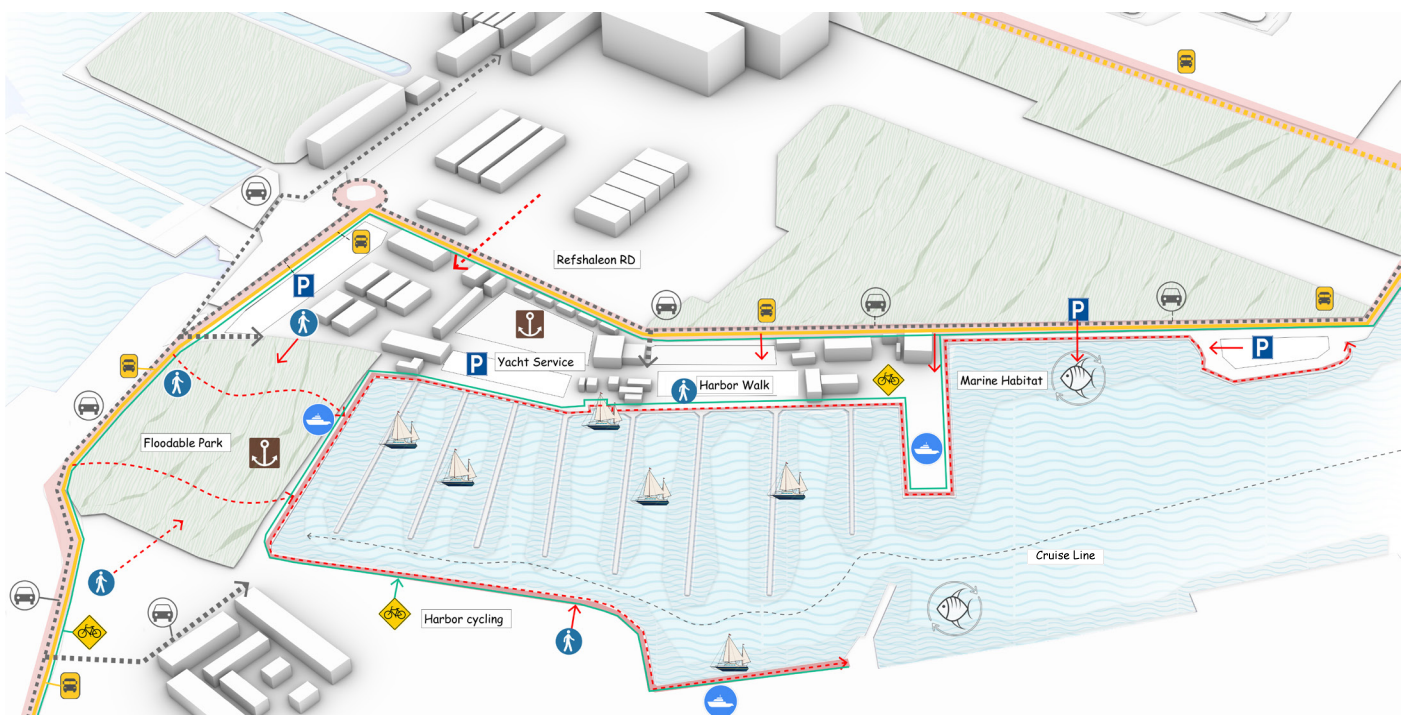 Refshaleon RD
P
P
P
Yacht Service
P
Harbor Walk
Marine Habitat
Floodable Park
Cruise Line
Harbor cycling